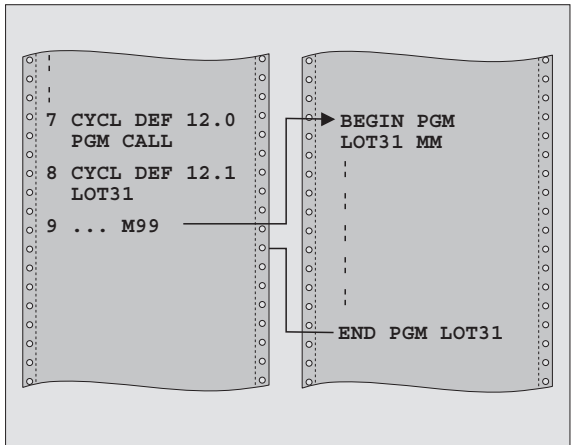 7 CYCL DEF 12.0
PGM CALL
8 CYCL DEF 12.1
LOT31
9 ... M99
BEGIN PGM
LOT31 MM
END PGM LOT31